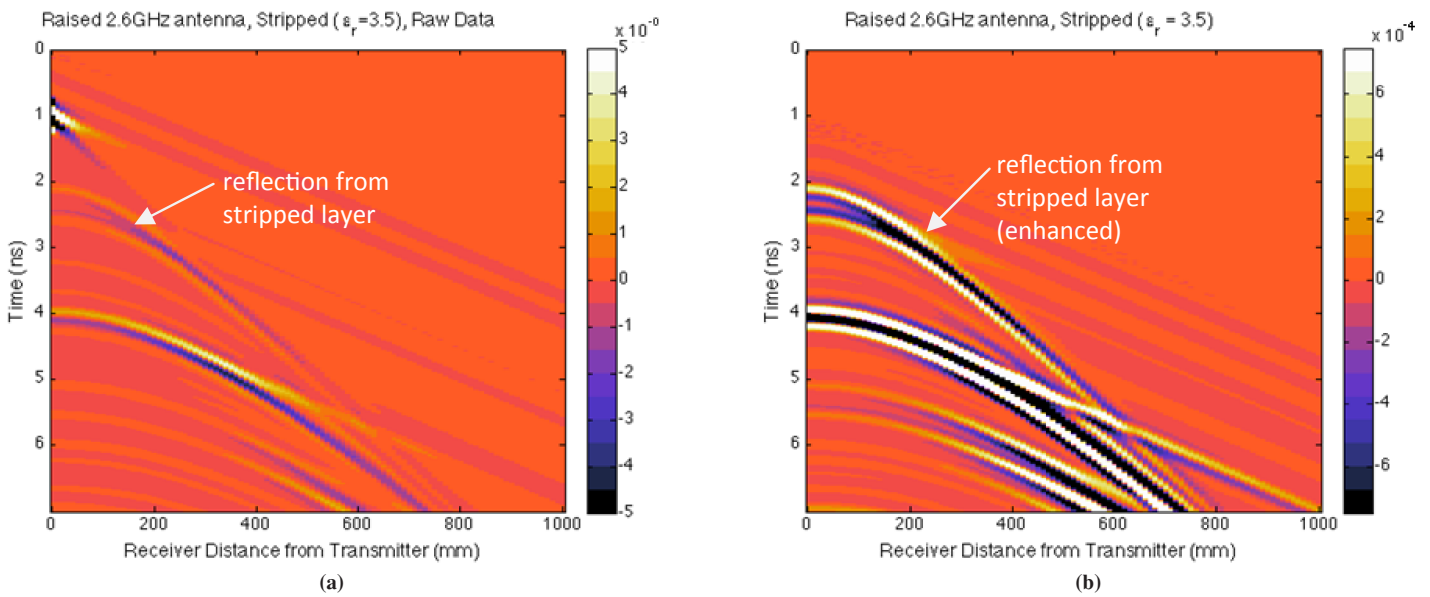 Raised 2.6GHz antenna, Stripped ( ε_r=3.5), Raw Data
x 10⁻⁰
0
1
2
3
4
5
6
Time (ns)
reflection from
stripped layer
5
4
3
2
1
0
-1
-2
-3
-4
-5
0
200
400
600
800
1000
Receiver Distance from Transmitter (mm)
(a)
Raised 2.6GHz antenna, Stripped ( ε_r = 3.5)
x 10⁻⁴
0
1
2
3
4
5
6
Time (ns)
reflection from
stripped layer
(enhanced)
6
4
2
0
-2
-4
-6
0
200
400
600
800
1000
Receiver Distance from Transmitter (mm)
(b)